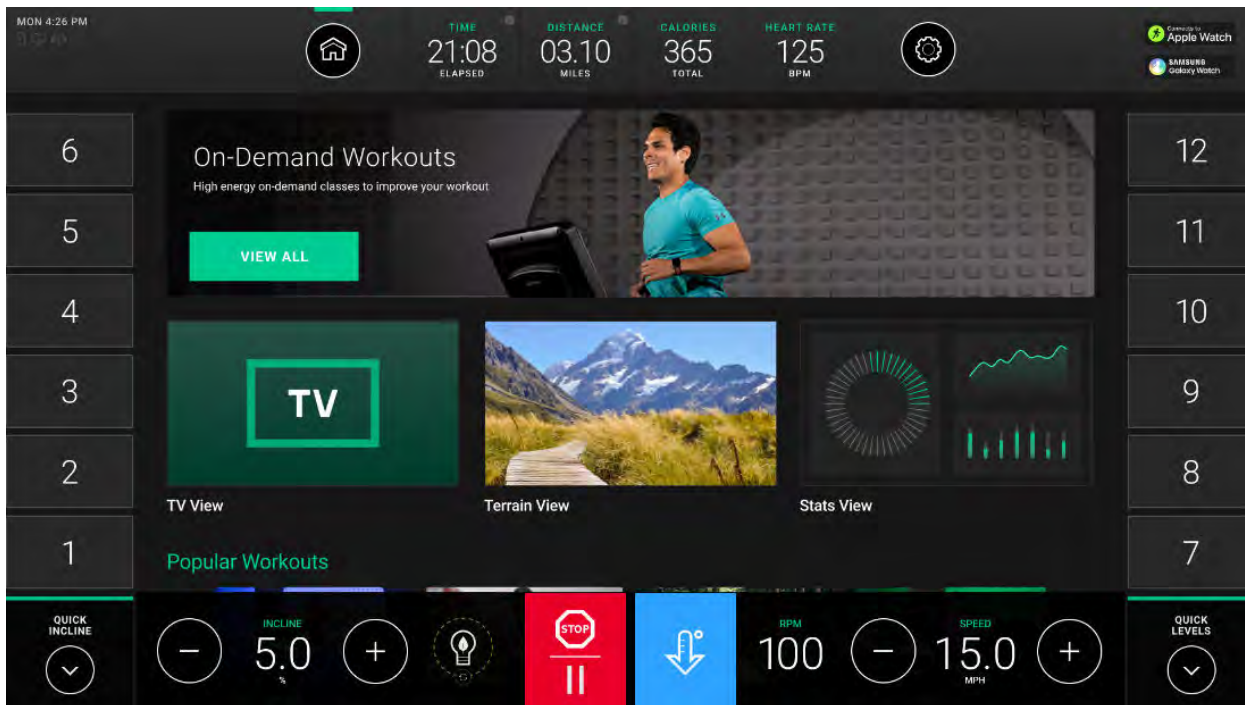 MON 4:26 PM
TIME
21:08
ELAPSED
DISTANCE
03.10
MILES
CALORIES
365
TOTAL
HEART RATE
125
BPM
Connects to
Apple Watch
SAMSUNG
Galaxy Watch
6
5
4
3
2
1
QUICK
INCLINE
On-Demand Workouts
High energy on-demand classes to improve your workout
VIEW ALL
TV
TV View
Terrain View
Stats View
Popular Workouts
12
11
10
9
8
7
QUICK
LEVELS
INCLINE
5.0
%
STOP
RPM
100
SPEED
15.0
MPH